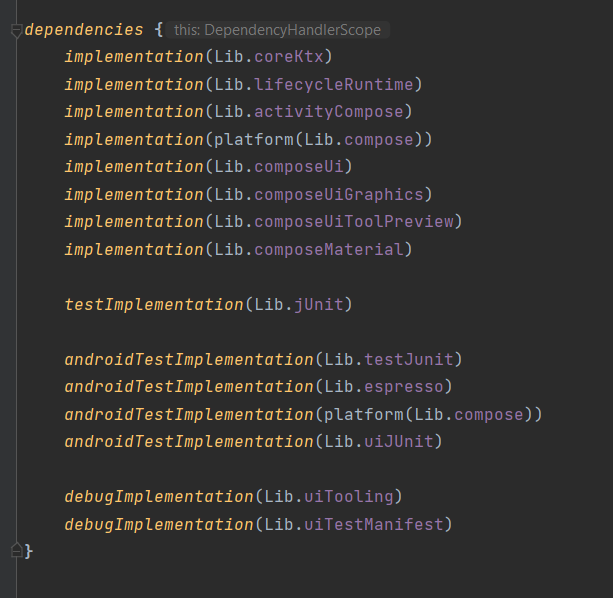 dependencies { this: DependencyHandlerScope
implementation(Lib.coreKtx)
implementation(Lib.lifecycleRuntime)
implementation(Lib.activityCompose)
implementation(platform(Lib.compose))
implementation(Lib.composeUi)
implementation(Lib.composeUiGraphics)
implementation(Lib.composeUiToolPreview)
implementation(Lib.composeMaterial)
testImplementation(Lib.jUnit)
androidTestImplementation(Lib.testJunit)
androidTestImplementation(Lib.espresso)
androidTestImplementation(platform(Lib.compose))
androidTestImplementation(Lib.uiJUnit)
debugImplementation(Lib.uiTooling)
debugImplementation(Lib.uiTestManifest)
}